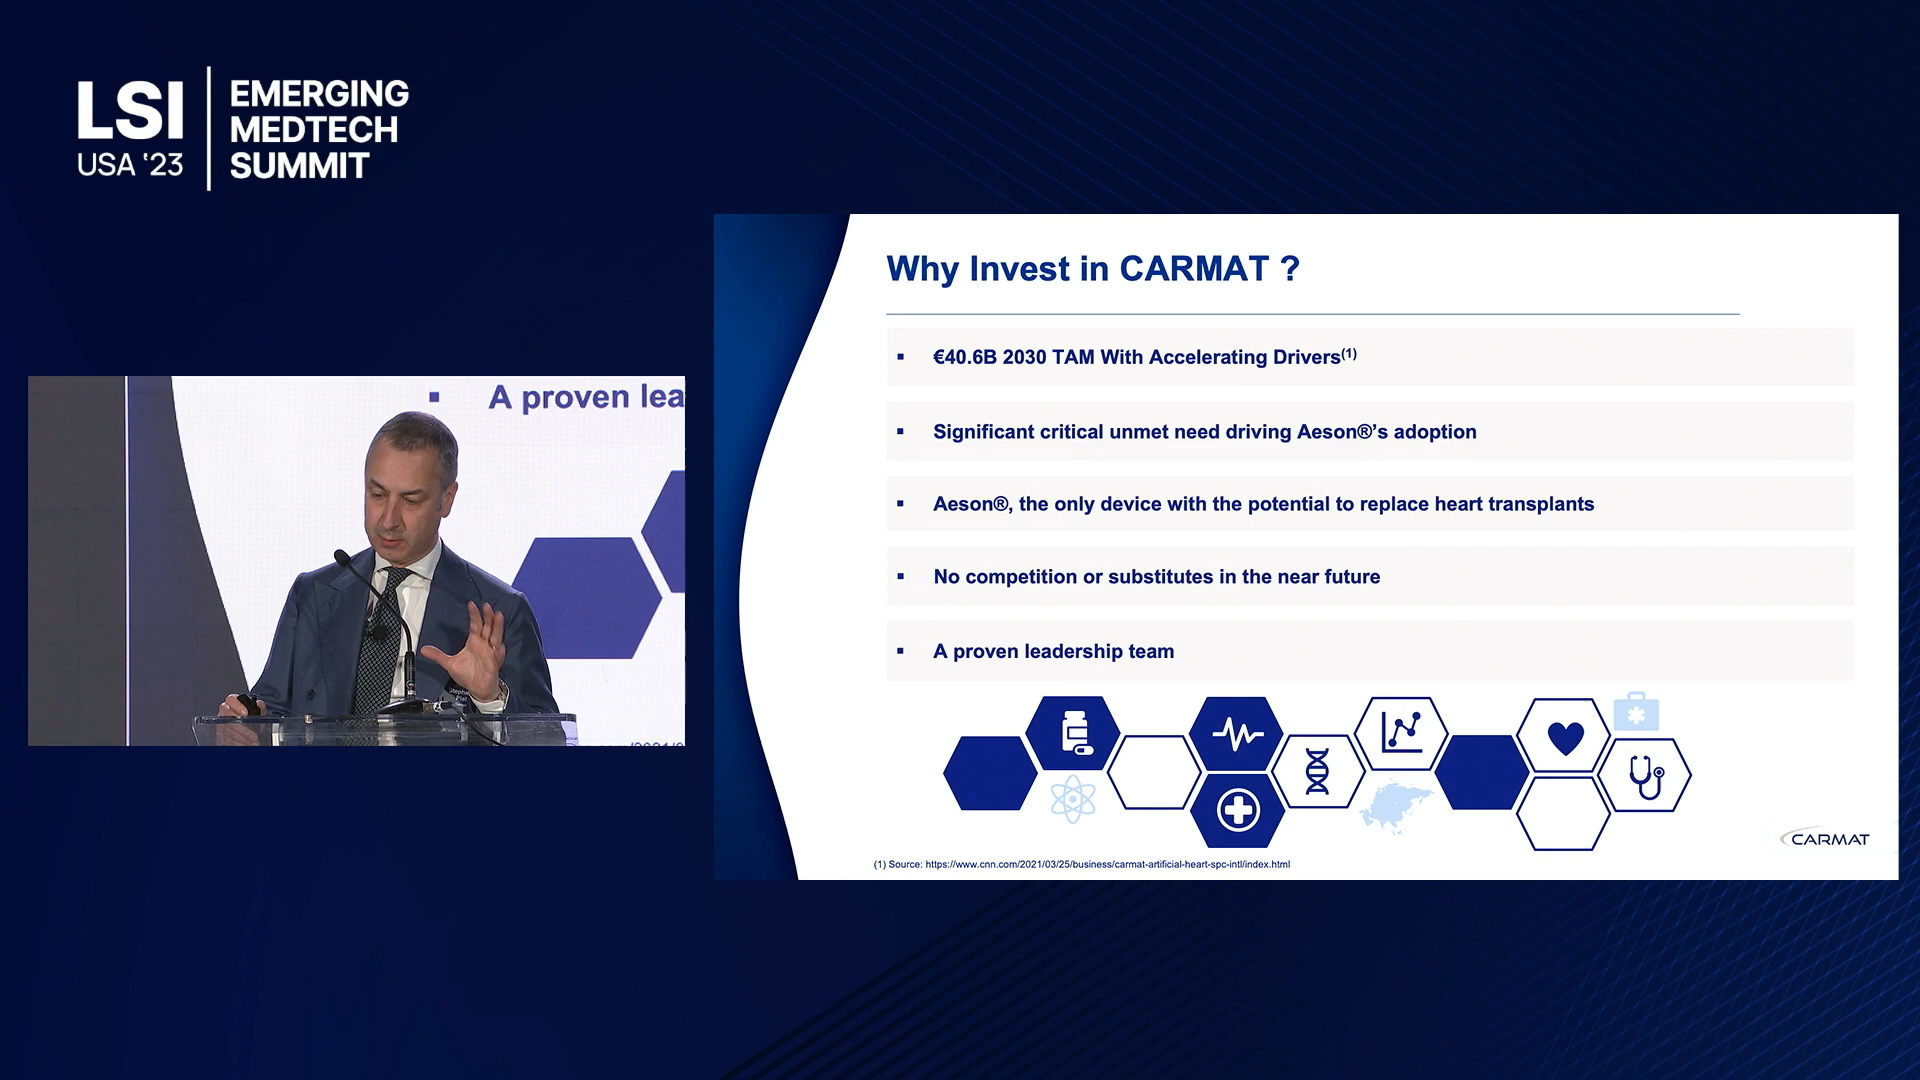 LSI
USA '23
EMERGING
MEDTECH
SUMMIT
▪ A proven lea
Why Invest in CARMAT ?
▪ €40.6B 2030 TAM With Accelerating Drivers(1)
▪ Significant critical unmet need driving Aeson®’s adoption
▪ Aeson®, the only device with the potential to replace heart transplants
▪ No competition or substitutes in the near future
▪ A proven leadership team
CARMAT
(1) Source: https://www.cnn.com/2021/03/25/business/carmat-artificial-heart-spc-intl/index.html